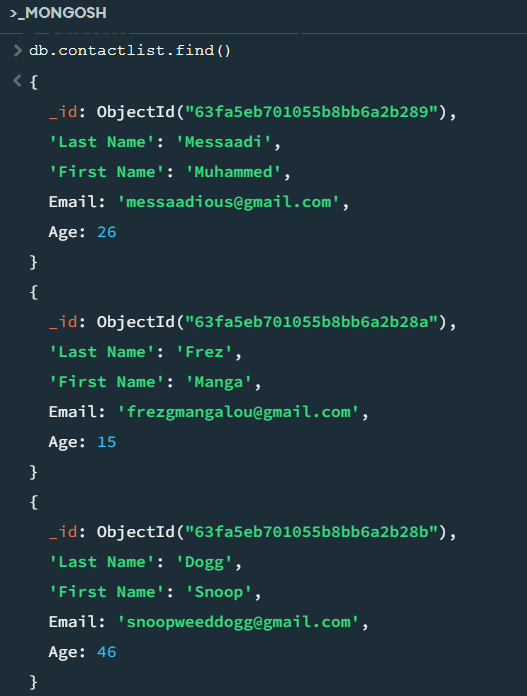 >_MONGOSH
> db.contactlist.find()
< {
_id: ObjectId("63fa5eb701055b8bb6a2b289"),
'Last Name': 'Messaadi',
'First Name': 'Muhammed',
Email: 'messaadious@gmail.com',
Age: 26
}
{
_id: ObjectId("63fa5eb701055b8bb6a2b28a"),
'Last Name': 'Frez',
'First Name': 'Manga',
Email: 'frezgmangalou@gmail.com',
Age: 15
}
{
_id: ObjectId("63fa5eb701055b8bb6a2b28b"),
'Last Name': 'Dogg',
'First Name': 'Snoop',
Email: 'snoopweeddogg@gmail.com',
Age: 46
}